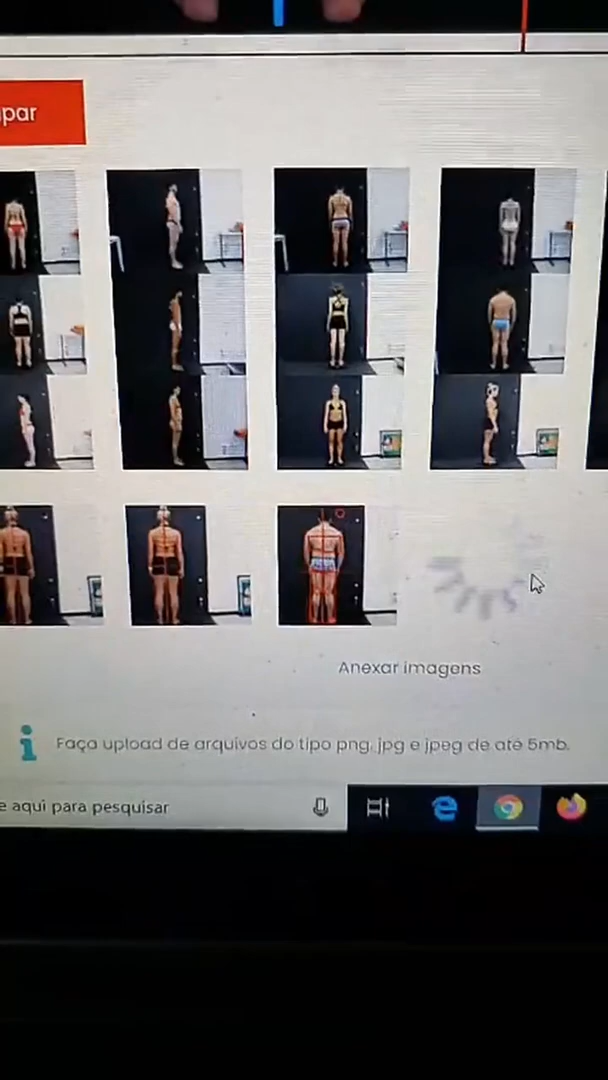 par
Anexar imagens
Faça upload de arquivos do tipo png, jpg e jpeg de até 5mb.
e aqui para pesquisar